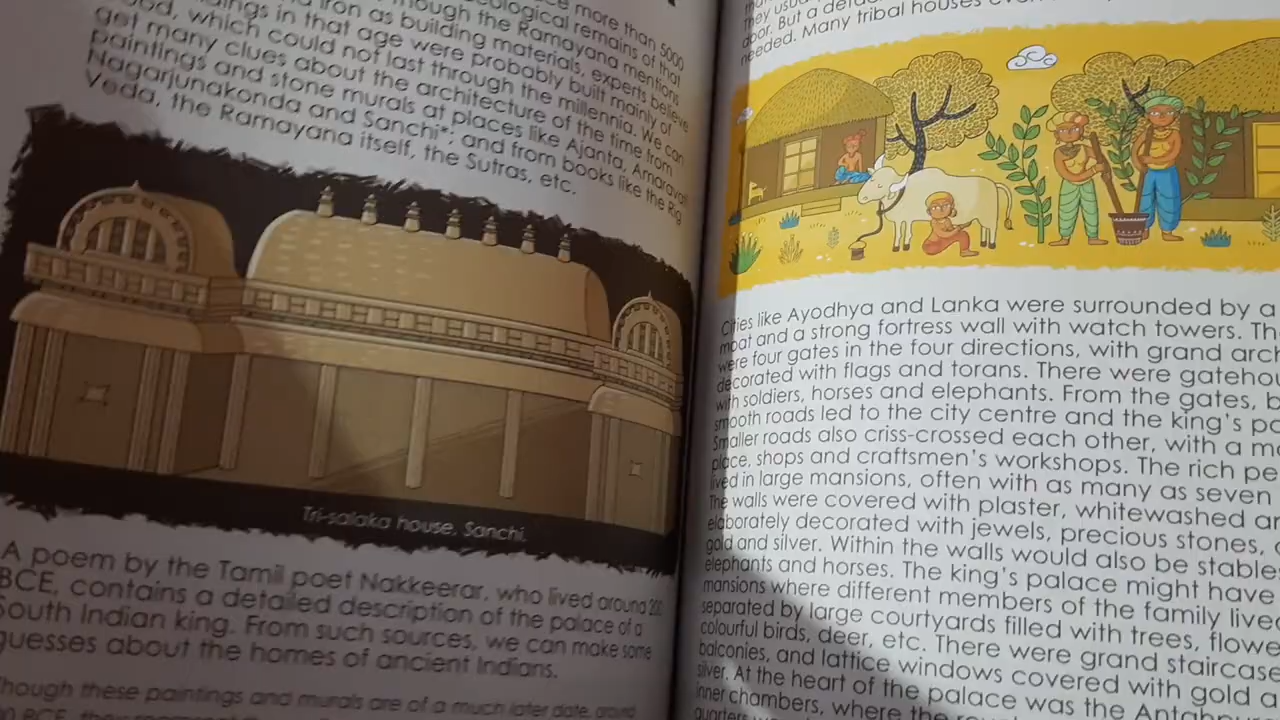 more than 5000
ological remains of that
ough the Ramayana mentions
iron as building materials, experts believe
ings in that age were probably built mainly of
which could not last through the millennia. We can
get many clues about the architecture of the time from
paintings and stone murals at places like Ajanta, Amaravati
Nagarjunakonda and Sanchi*; and from books like the Rig
Veda, the Ramayana itself, the Sutras, etc.
Tri-salaka house, Sanchi.
A poem by the Tamil poet Nakkeerar, who lived around 200
BCE, contains a detailed description of the palace of a
South Indian king. From such sources, we can make some
guesses about the homes of ancient Indians.
though these paintings and murals are of a much later date, around
They usu
door. But a
needed. Many tribal houses
Cities like Ayodhya and Lanka were surrounded by a
moat and a strong fortress wall with watch towers. Th
were four gates in the four directions, with grand arch
decorated with flags and torans. There were gatehou
with soldiers, horses and elephants. From the gates, b
smooth roads led to the city centre and the king's pa
Smaller roads also criss-crossed each other, with a ma
place, shops and craftsmen's workshops. The rich pe
lived in large mansions, often with as many as seven
The walls were covered with plaster, whitewashed an
elaborately decorated with jewels, precious stones,
gold and silver. Within the walls would also be stable
elephants and horses. The king's palace might have
mansions where different members of the family lived
separated by large courtyards filled with trees, flowe
colourful birds, deer, etc. There were grand staircase
balconies, and lattice windows covered with gold a
silver. At the heart of the palace was the
inner chambers, where the
quarters